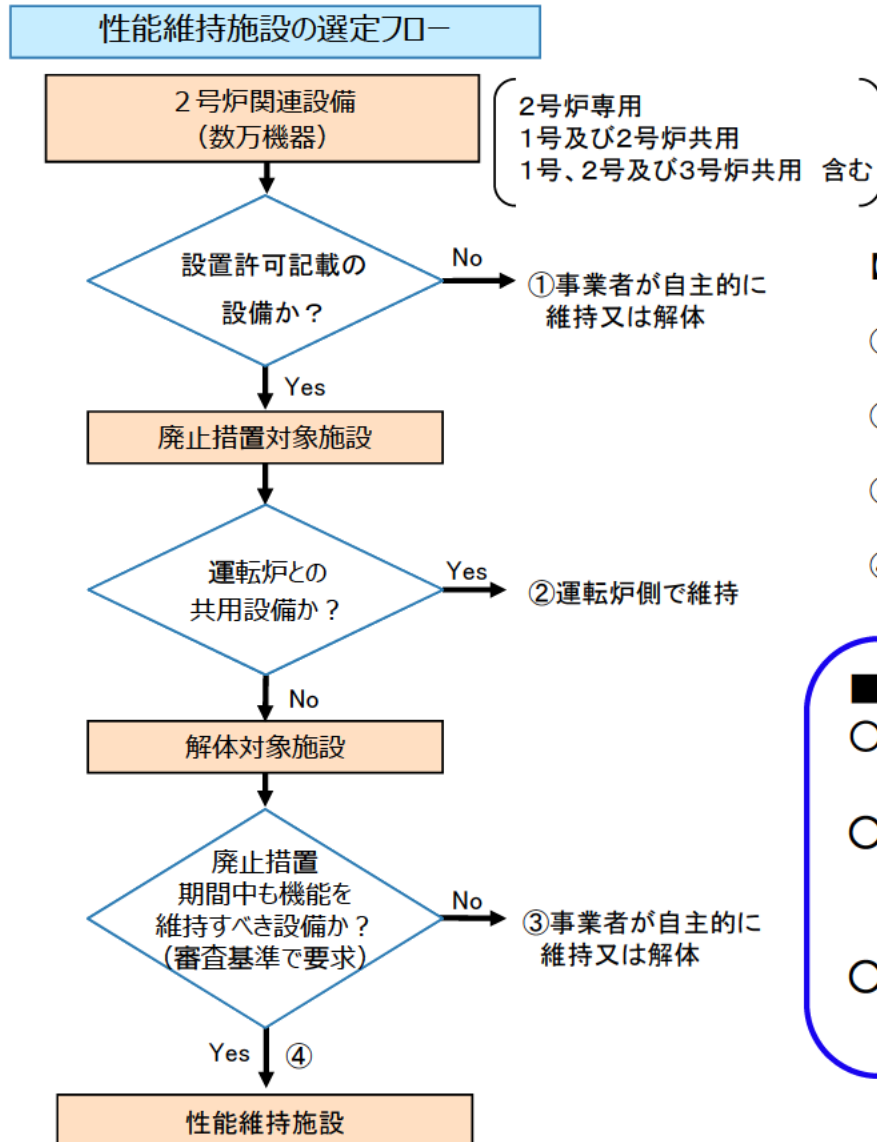 性能維持施設の選定フロー
2号炉関連設備
(数万機器)
2号炉専用
1号及び2号炉共用
1号、2号及び3号炉共用 含む
設置許可記載の
設備か?
No
①事業者が自主的に
維持又は解体
Yes
廃止措置対象施設
運転炉との
共用設備か?
Yes
②運転炉側で維持
No
解体対象施設
廃止措置
期間中も機能を
維持すべき設備か?
(審査基準で要求)
No
③事業者が自主的に
維持又は解体
Yes
④
性能維持施設
■
○
○
○